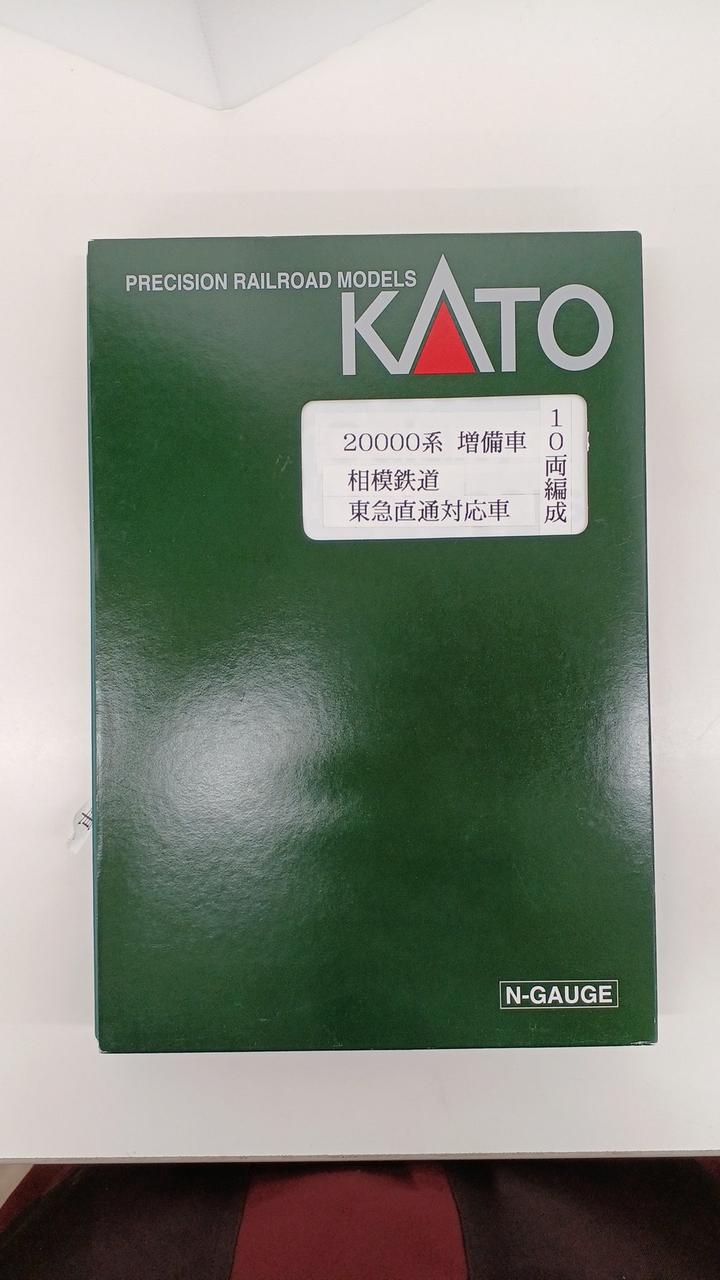 PRECISION RAILROAD MODELS
KATO
20000系 増備車
相模鉄道
東急直通対応車
10両編成
N-GAUGE